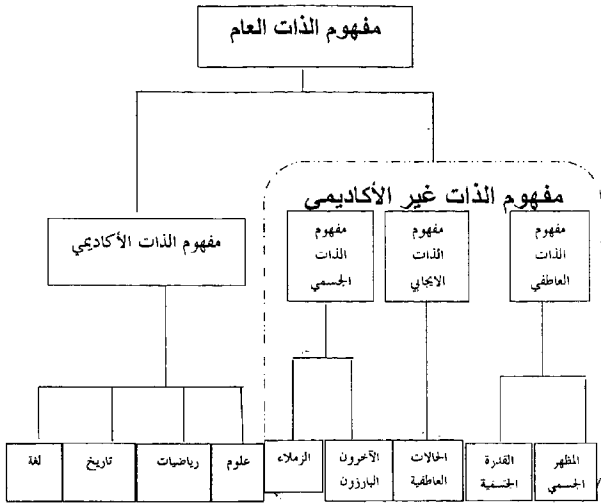 مفهوم الذات العام
مفهوم الذات غير الأكاديمي
مفهوم
الذات
العاطفي
مفهوم
الذات
الايجابي
مفهوم
الذات
الجسمي
مفهوم الذات الأكاديمي
المظهر
الجسمي
القدرة
الجسمية
الحالات
العاطفية
الآخرون
البارزون
الزملاء
علوم
رياضيات
تاريخ
لغة